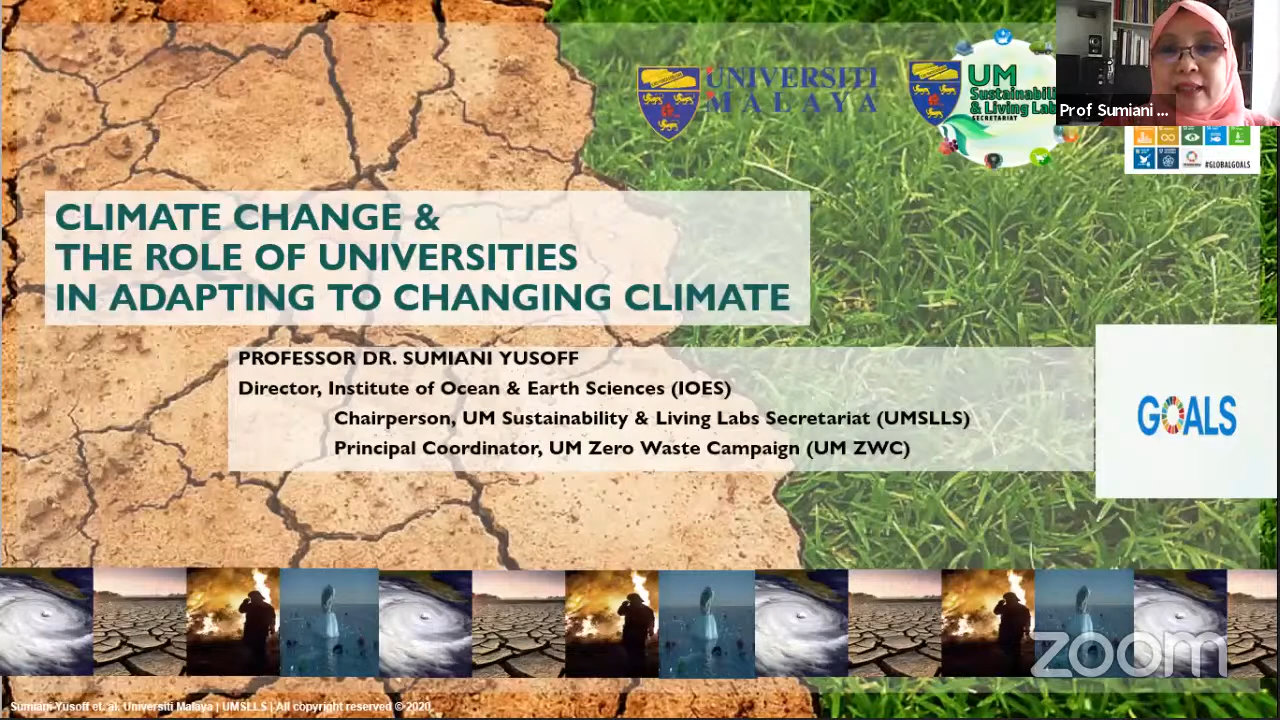 UNIVERSITI
MALAYA
UM
Sustainabili
& Living Lab
SECRETARIAT
Prof Sumiani ...
#GLOBALGOALS
CLIMATE CHANGE &
THE ROLE OF UNIVERSITIES
IN ADAPTING TO CHANGING CLIMATE
PROFESSOR DR. SUMIANI YUSOFF
Director, Institute of Ocean & Earth Sciences (IOES)
Chairperson, UM Sustainability & Living Labs Secretariat (UMSLLS)
Principal Coordinator, UM Zero Waste Campaign (UM ZWC)
GOALS
zoom
Sumiani Yusoff et. al. Universiti Malaya | UMSLLS | All copyright reserved © 2020.